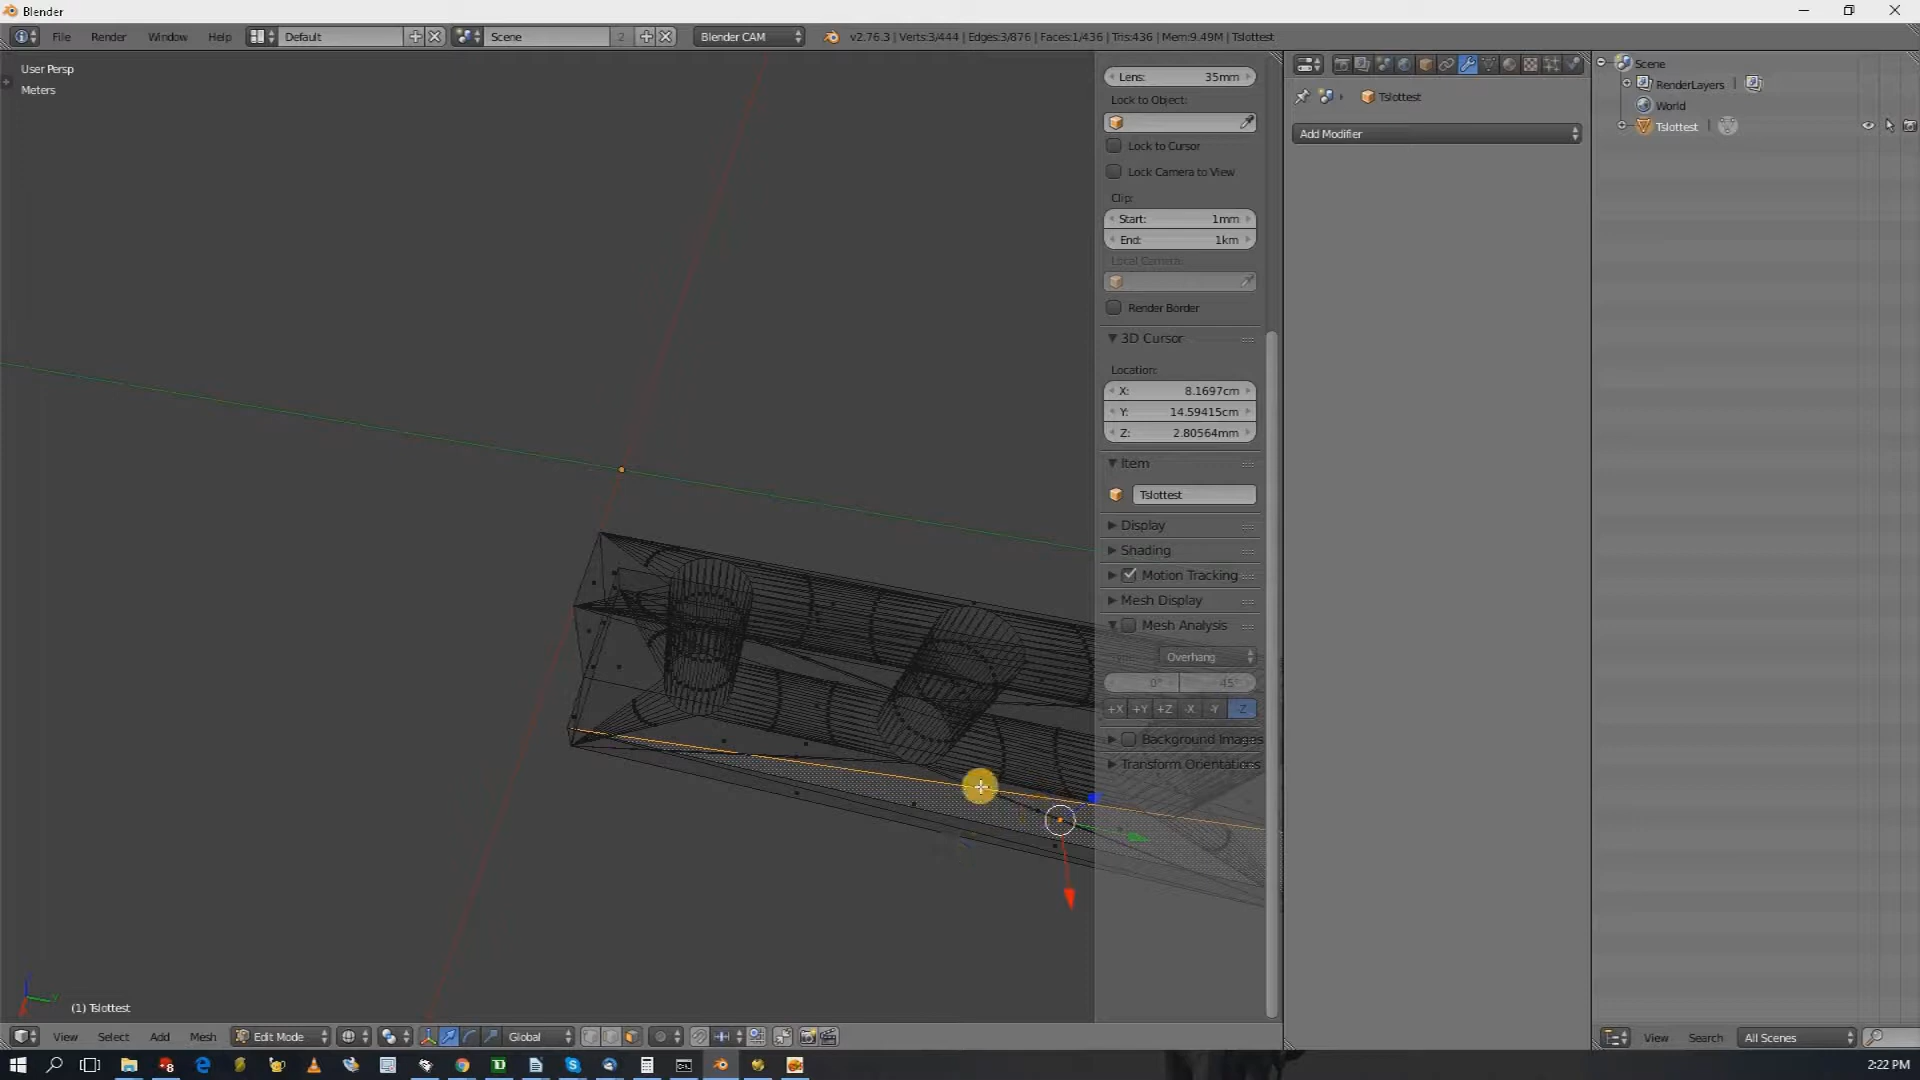 Blender
File Render Window Help Default Scene 2 Blender CAM v2.76.3 | Verts:3/444 | Edges:3/876 | Faces:1/436 | Tris:436 | Mem:9.49M | Tslottest
User Persp
Meters
Lens: 35mm
Lock to Object:
Lock to Cursor
Lock Camera to View
Clip:
Start: 1mm
End: 1km
Local Camera:
Render Border
3D Cursor
Location:
X: 8.1697cm
Y: 14.59415cm
Z: 2.80564mm
Item
Tslottest
Display
Shading
Motion Tracking
Mesh Display
Mesh Analysis
Overhang
0° 45°
+X +Y +Z -X -Y -Z
Background Images
Transform Orientations
Tslottest
Add Modifier
Scene
RenderLayers
World
Tslottest
(1) Tslottest
View Select Add Mesh Edit Mode Global
View Search All Scenes
2:22 PM